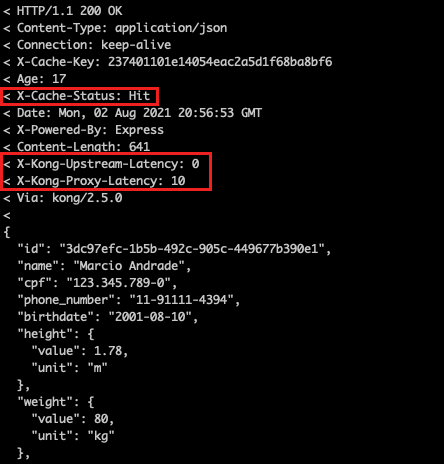 < HTTP/1.1 200 OK
< Content-Type: application/json
< Connection: keep-alive
< X-Cache-Key: 237401101e14054eac2a5d1f68ba8bf6
< Age: 17
< X-Cache-Status: Hit
< Date: Mon, 02 Aug 2021 20:56:53 GMT
< X-Powered-By: Express
< Content-Length: 641
< X-Kong-Upstream-Latency: 0
< X-Kong-Proxy-Latency: 10
< Via: kong/2.5.0
<
{
  "id": "3dc97efc-1b5b-492c-905c-449677b390e1",
  "name": "Marcio Andrade",
  "cpf": "123.345.789-0",
  "phone_number": "11-91111-4394",
  "birthdate": "2001-08-10",
  "height": {
    "value": 1.78,
    "unit": "m"
  },
  "weight": {
    "value": 80,
    "unit": "kg"
  },